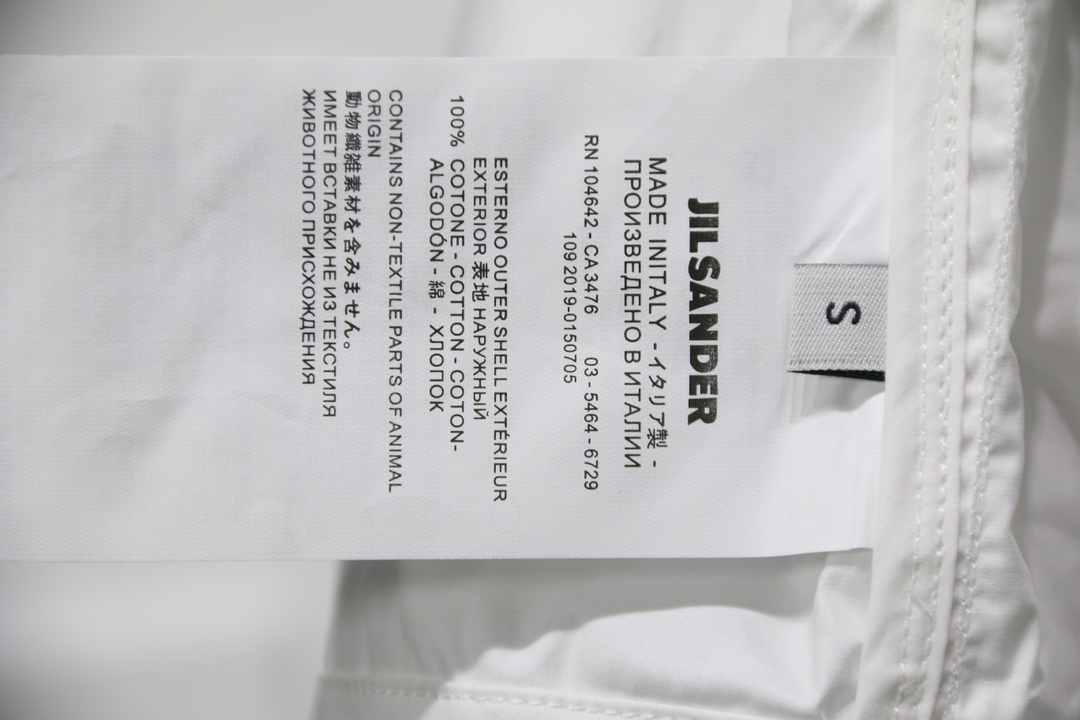 S
JILSANDER
MADE INITALY - イタリア製 -
ПРОИЗВЕДЕНО В ИТАЛИИ
RN 104642 - CA 3476 03 - 5464 - 6729
109 2019-0150705
ESTERNO OUTER SHELL EXTÉRIEUR
EXTERIOR 表地 НАРУЖНЫЙ
100% COTONE - COTTON - COTON-
ALGODÓN - 綿 - ХЛОПОК
CONTAINS NON-TEXTILE PARTS OF ANIMAL
ORIGIN
動物繊雑素材を含みません。
ИМЕЕТ ВСТАВКИ НЕ ИЗ ТЕКСТИЛЯ
ЖИВОТНОГО ПРИСХОЖДЕНИЯ